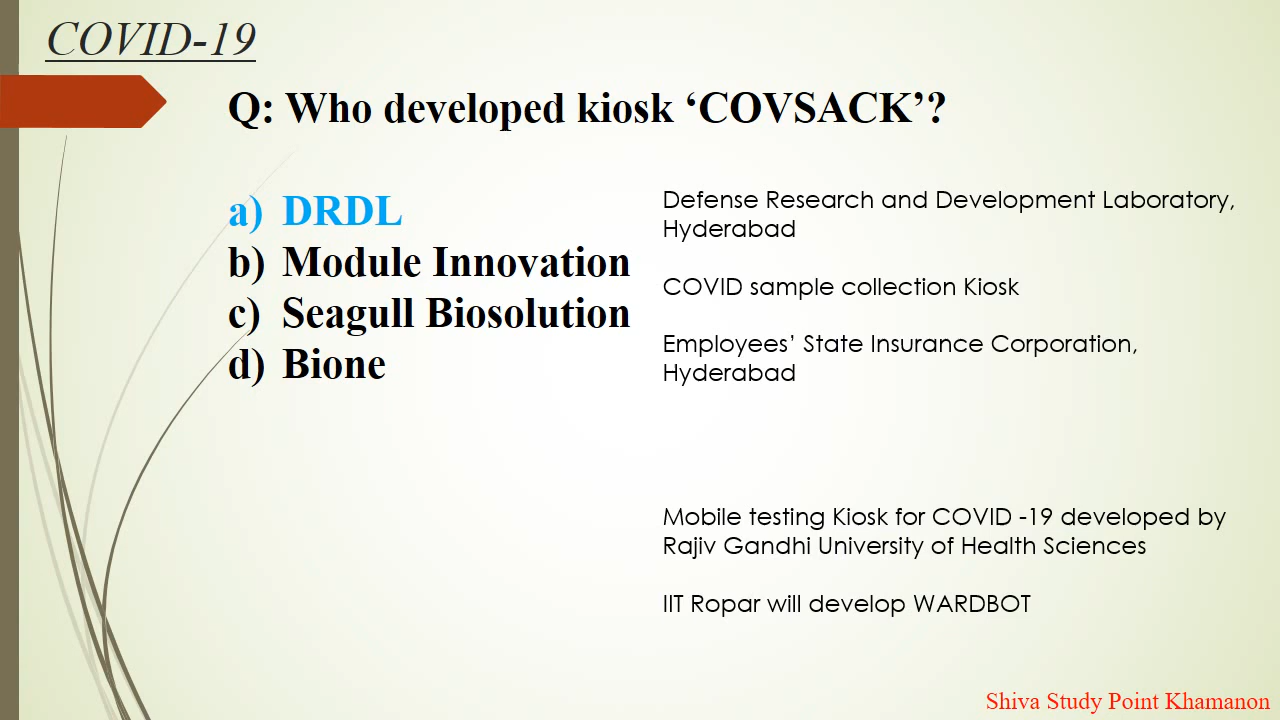 COVID-19
Q: Who developed kiosk ‘COVSACK’?
a) DRDL
b) Module Innovation
c) Seagull Biosolution
d) Bione
Defense Research and Development Laboratory,
Hyderabad
COVID sample collection Kiosk
Employees’ State Insurance Corporation,
Hyderabad
Mobile testing Kiosk for COVID -19 developed by
Rajiv Gandhi University of Health Sciences
IIT Ropar will develop WARDBOT
Shiva Study Point Khamanon